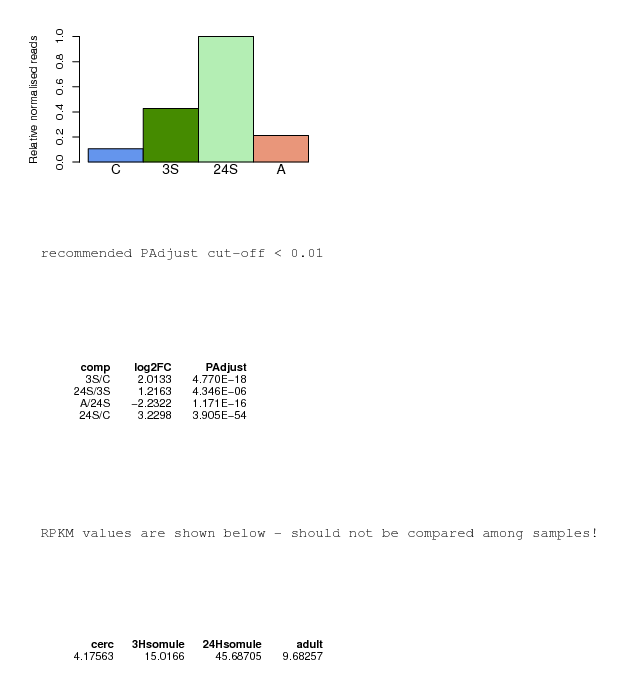 Relative normalised reads
1.0
0.8
0.6
0.4
0.2
0.0
C 3S 24S A
recommended PAdjust cut-off < 0.01
comp log2FC PAdjust
3S/C 2.0133 4.770E-18
24S/3S 1.2163 4.346E-06
A/24S -2.2322 1.171E-16
24S/C 3.2298 3.905E-54
RPKM values are shown below - should not be compared among samples!
cerc 3Hsomule 24Hsomule adult
4.17563 15.0166 45.68705 9.68257